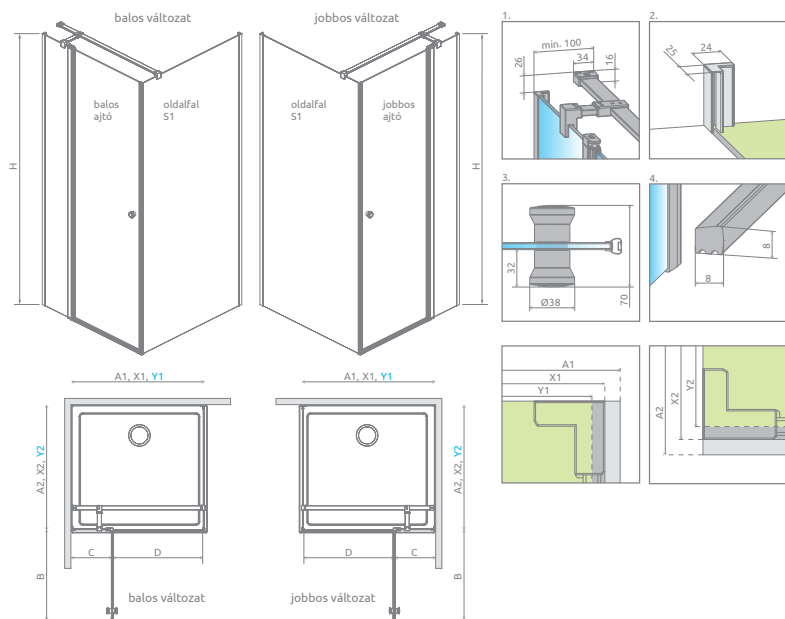 balos változat
jobbos változat
balos
ajtó
oldalfal
S1
oldalfal
S1
jobbos
ajtó
H
H
1.
min. 100
34
16
26
2.
24
25
3.
32
Ø38
70
4.
8
8
A1, X1, Y1
A1, X1, Y1
A2, X2, Y2
A2, X2, Y2
C
D
D
C
B
B
balos változat
jobbos változat
A1
X1
Y1
A2
X2
Y2